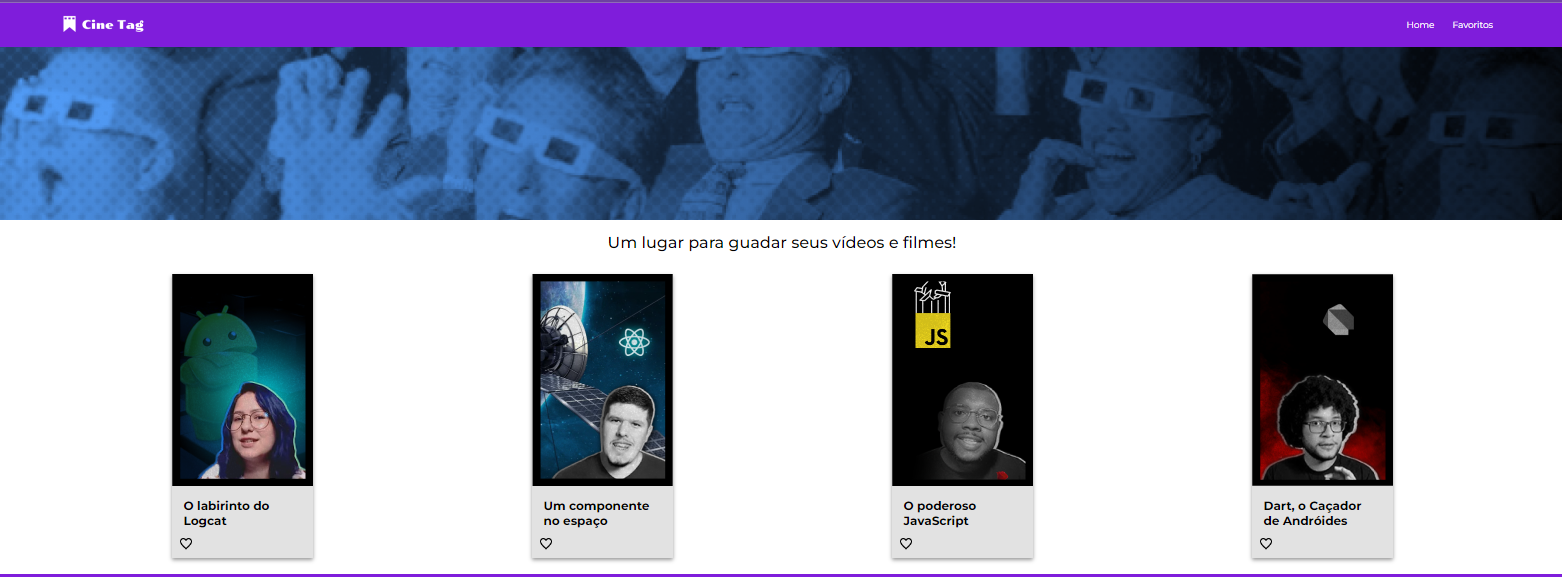 Cine Tag
Home Favoritos
Um lugar para guadar seus vídeos e filmes!
JS
O labirinto do
Logcat
Um componente
no espaço
O poderoso
JavaScript
Dart, o Caçador
de Andróides